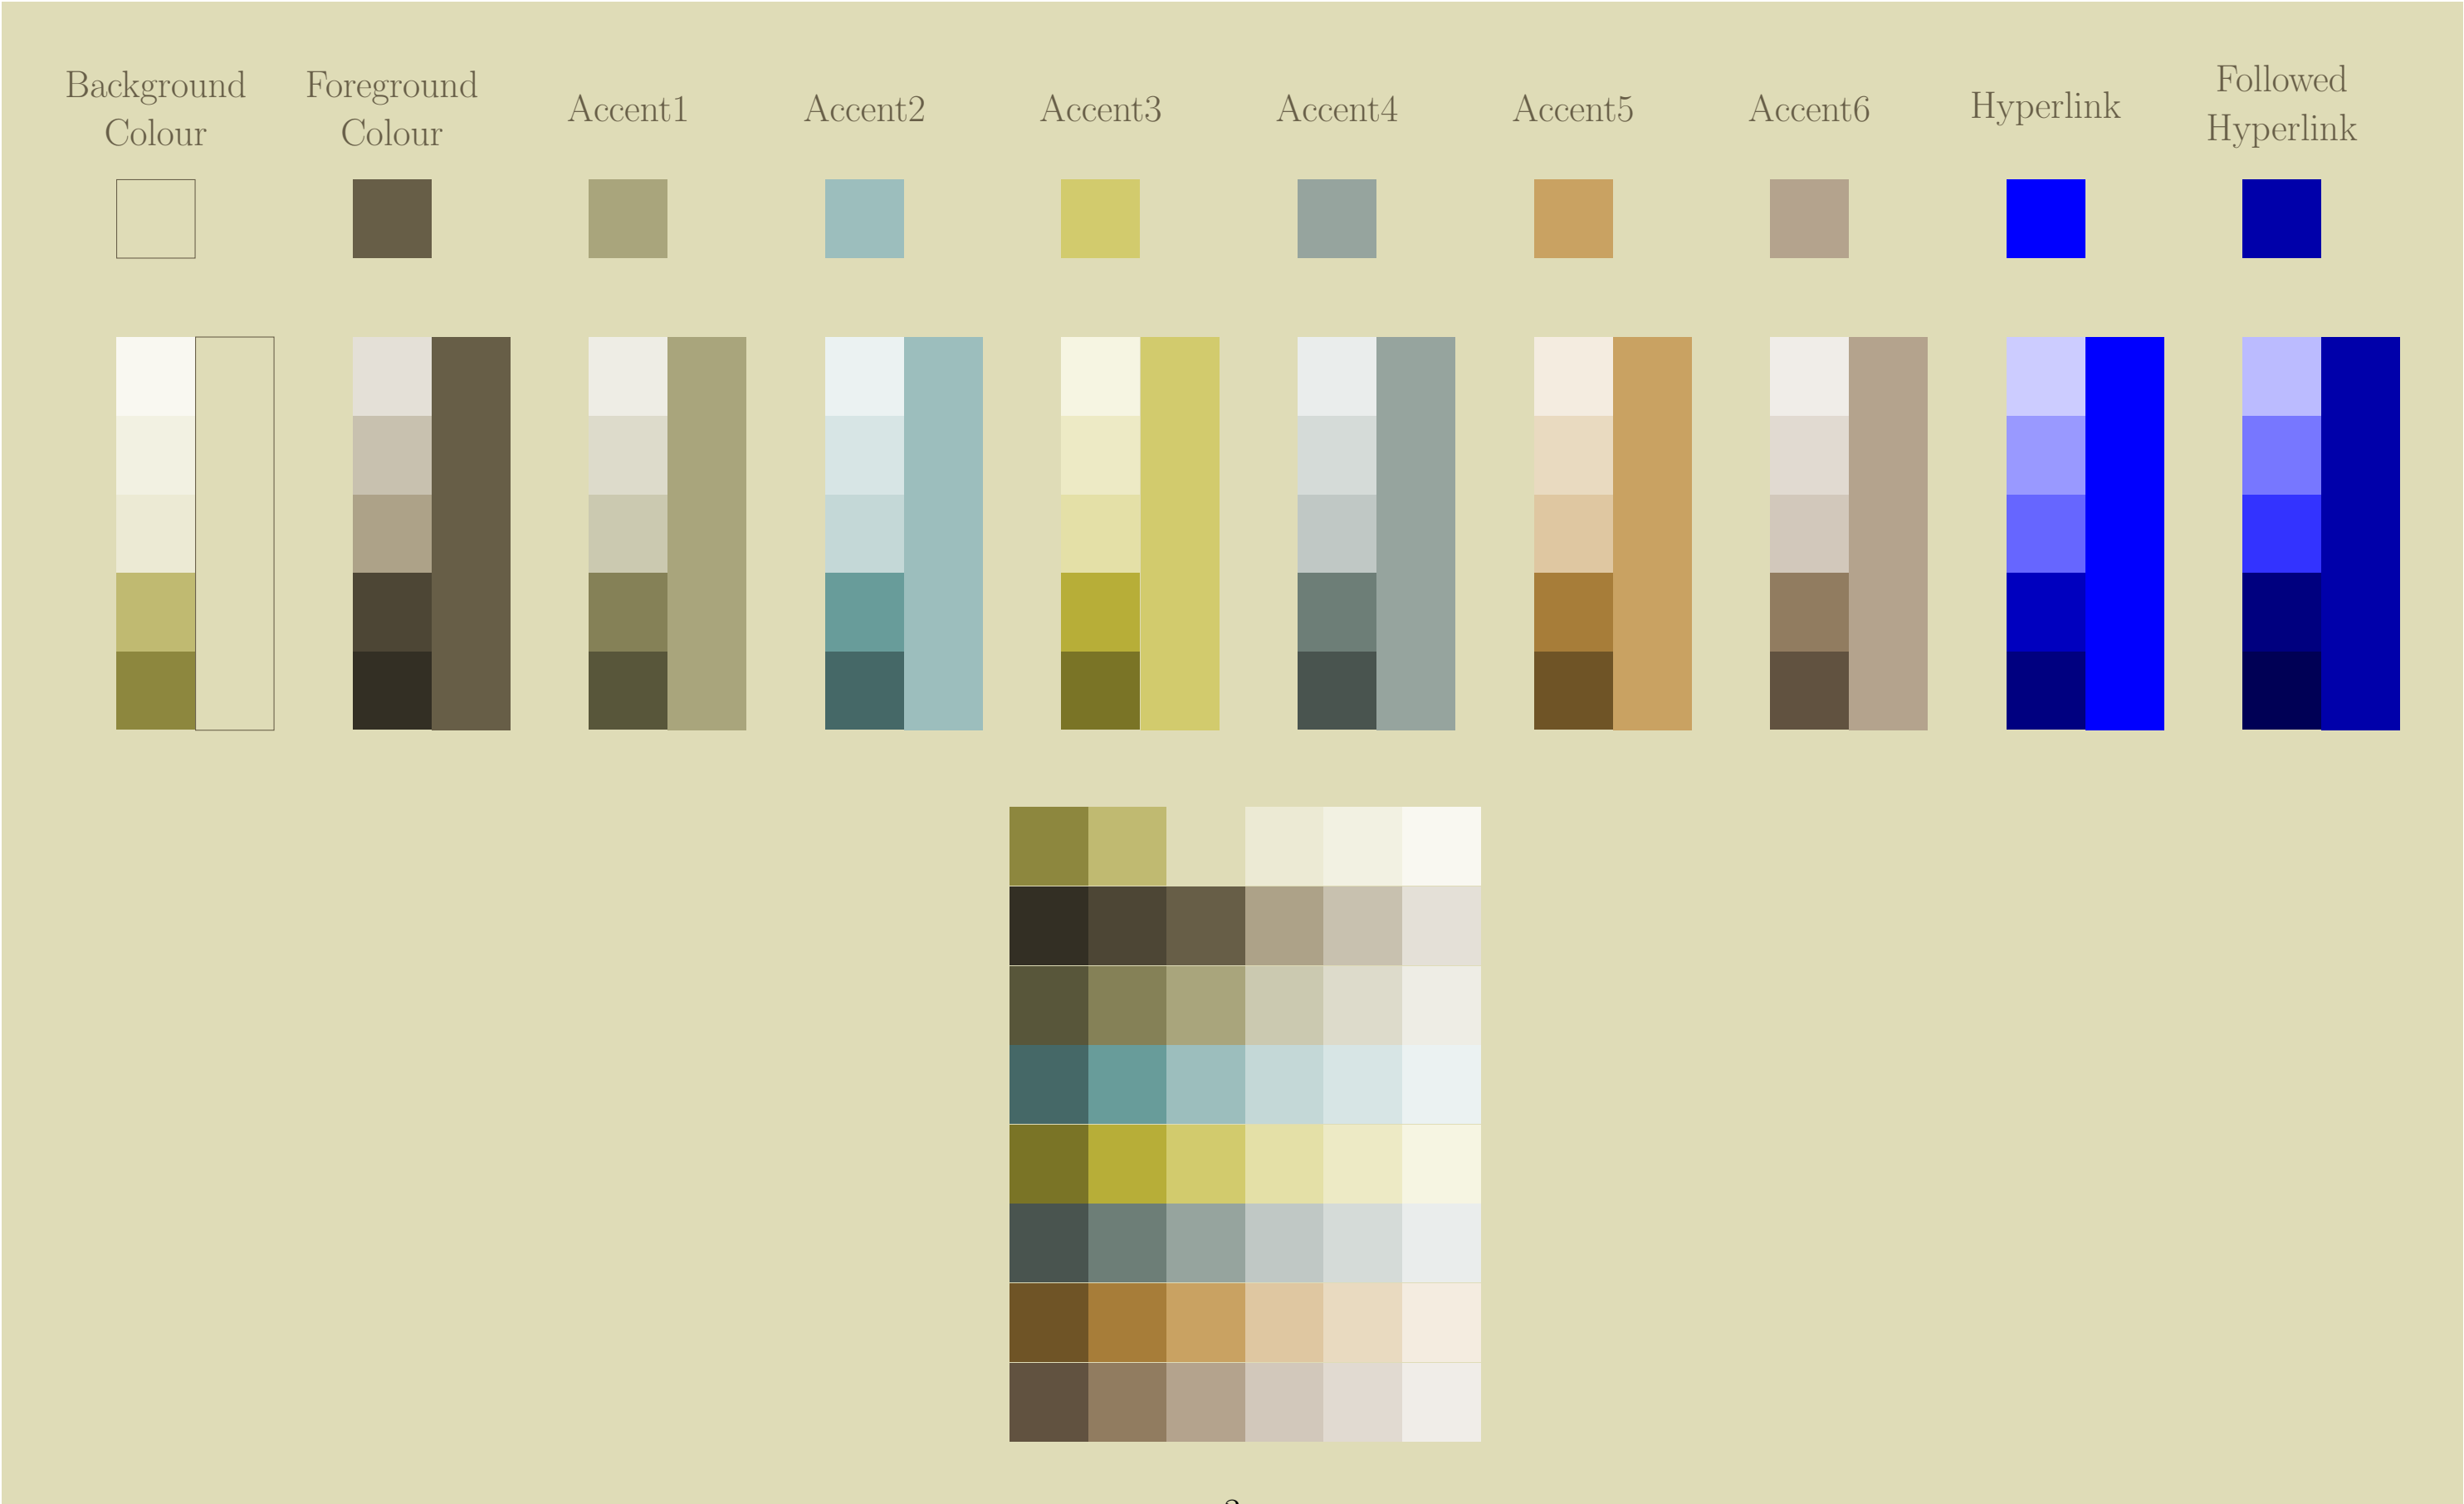 Background
Colour
Foreground
Colour
Accent1
Accent2
Accent3
Accent4
Accent5
Accent6
Hyperlink
Followed
Hyperlink